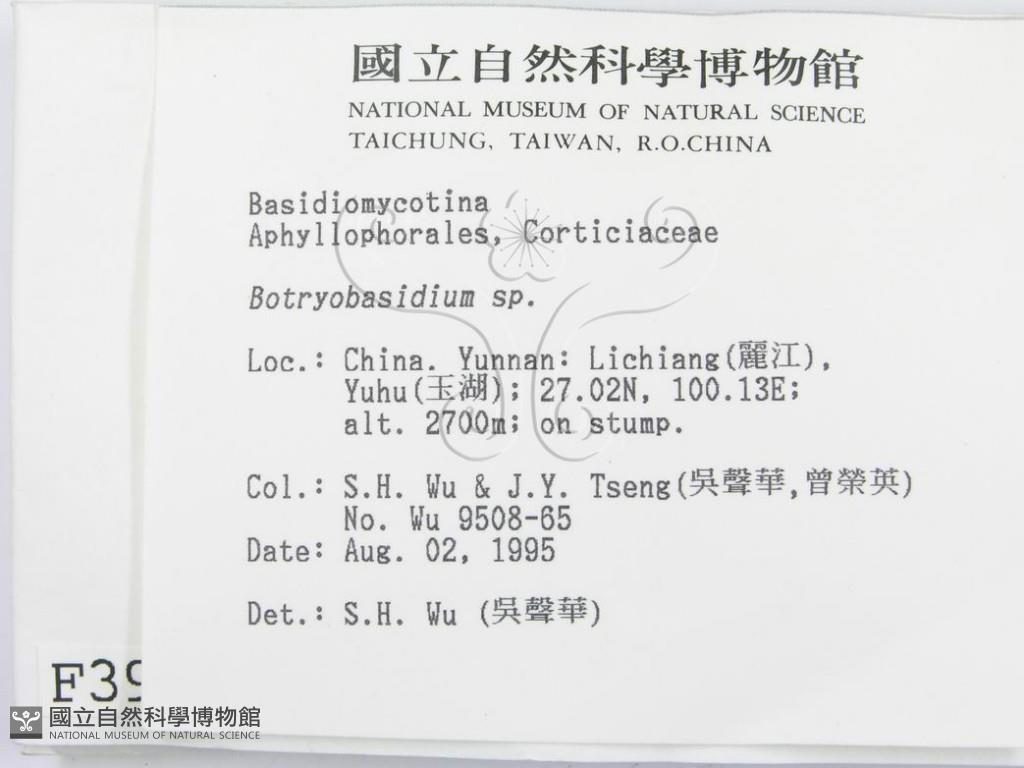 國立自然科學博物館
NATIONAL MUSEUM OF NATURAL SCIENCE
TAICHUNG, TAIWAN, R.O.CHINA
Basidiomycotina
Aphyllophorales, Corticiaceae
Botryobasidium sp.
Loc.: China. Yunnan: Lichiang(麗江),
Yuhu(玉湖); 27.02N, 100.13E;
alt. 2700m; on stump.
Col.: S.H. Wu & J.Y. Tseng(吳聲華,曾榮英)
No. Wu 9508-65
Date: Aug. 02, 1995
Det.: S.H. Wu (吳聲華)
F39
國立自然科學博物館
NATIONAL MUSEUM OF NATURAL SCIENCE